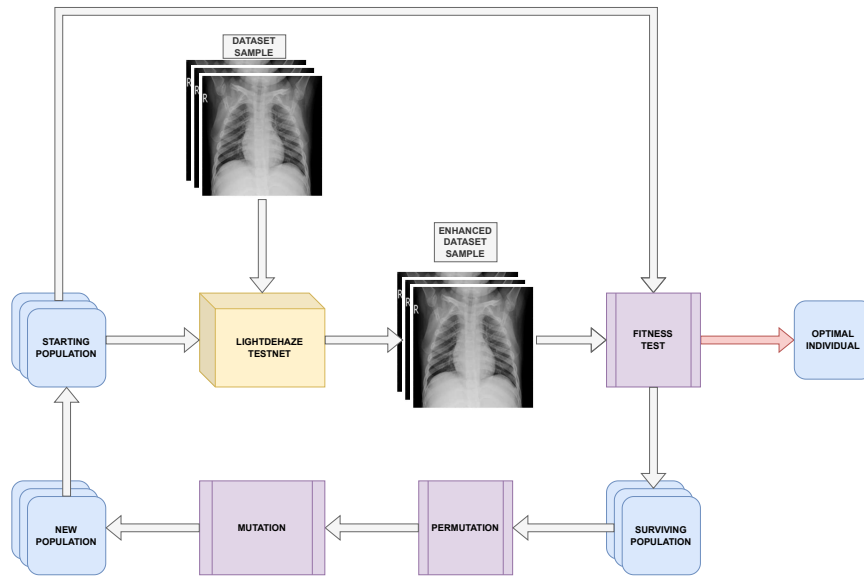 DATASET
SAMPLE
R
R
R
ENHANCED
DATASET
SAMPLE
R
R
R
STARTING
POPULATION
LIGHTDEHAZE
TESTNET
FITNESS
TEST
OPTIMAL
INDIVIDUAL
NEW
POPULATION
MUTATION
PERMUTATION
SURVIVING
POPULATION